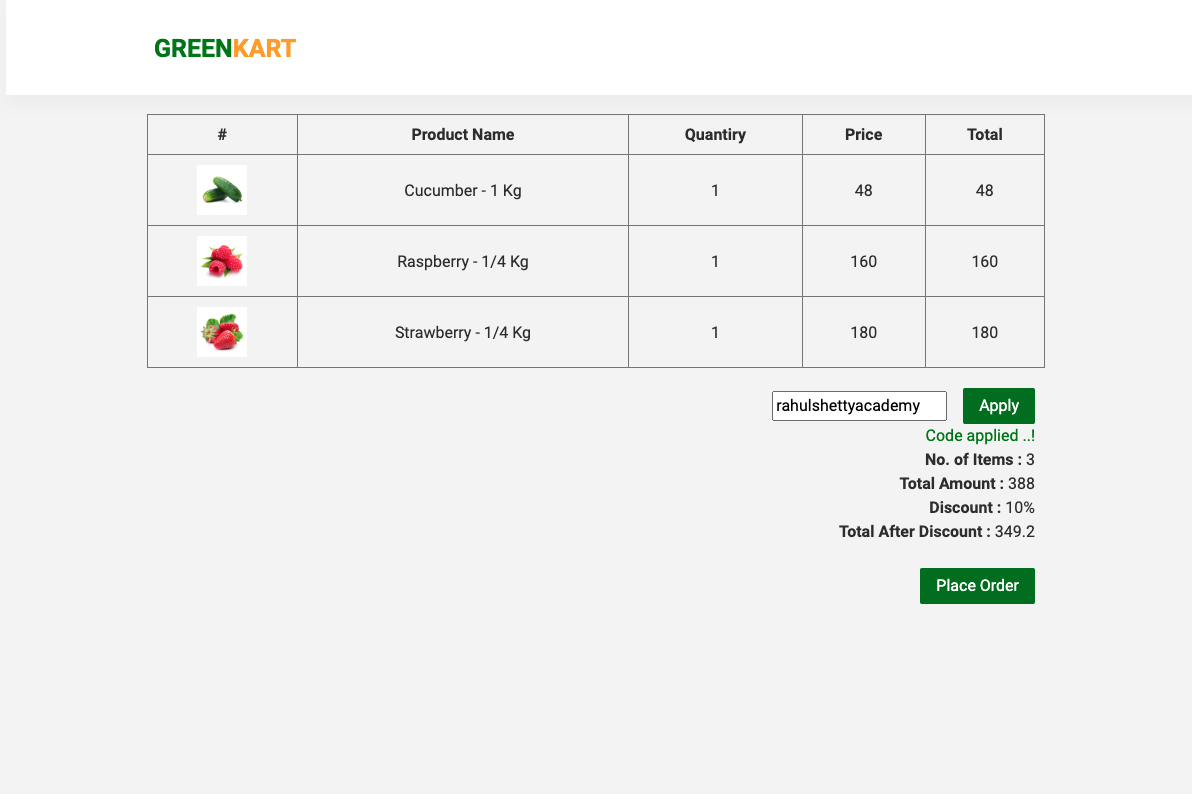 GREENKART
# Product Name Quantiry Price Total
Cucumber - 1 Kg 1 48 48
Raspberry - 1/4 Kg 1 160 160
Strawberry - 1/4 Kg 1 180 180
rahulshettyacademy Apply
Code applied ..!
No. of Items : 3
Total Amount : 388
Discount : 10%
Total After Discount : 349.2
Place Order